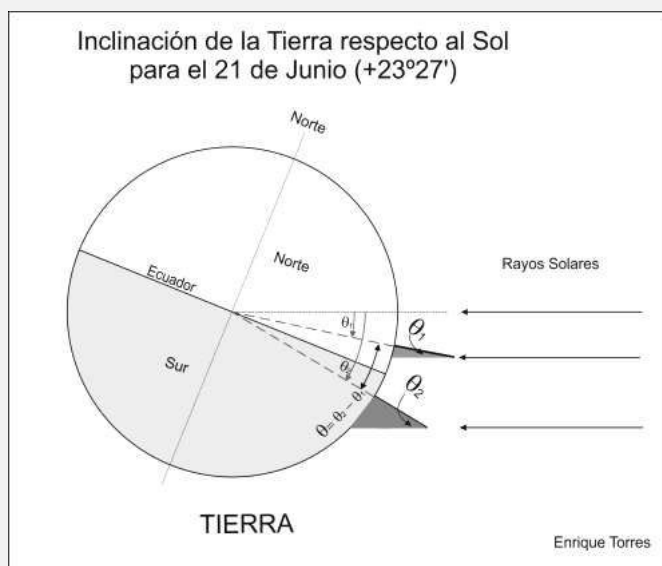 Inclinación de la Tierra respecto al Sol
para el 21 de Junio (+23º27')
Norte
Norte
Ecuador
Rayos Solares
θ₁
θ₁
θ₂
Sur
θ₂
θ = θ₂ - θ₁
TIERRA
Enrique Torres